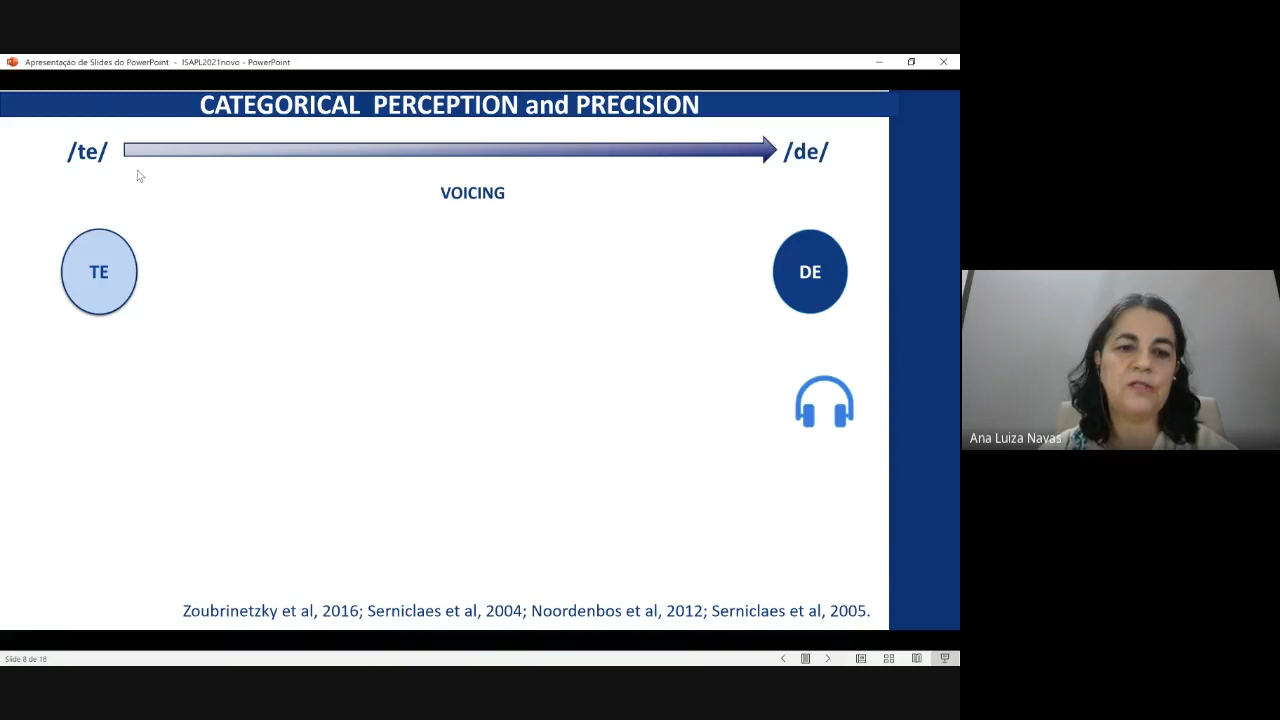 Apresentação de Slides do PowerPoint - ISAPL2021novo - PowerPoint
CATEGORICAL PERCEPTION and PRECISION
/te/
/de/
VOICING
TE
DE
Ana Luiza Navas
Zoubrinetzky et al, 2016; Serniclaes et al, 2004; Noordenbos et al, 2012; Serniclaes et al, 2005.
Slide 8 de 18